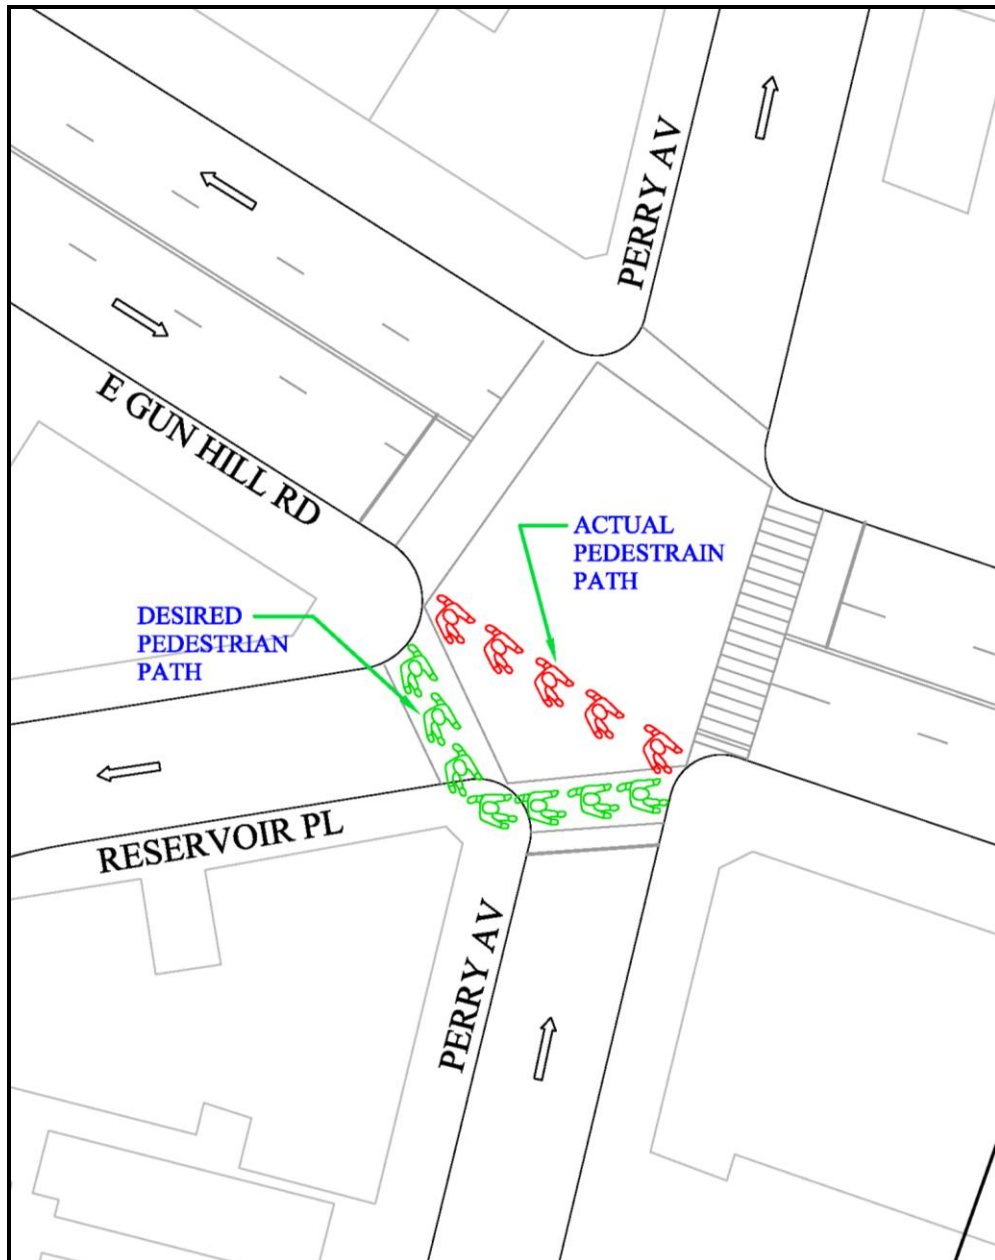 PERRY AV
E GUN HILL RD
ACTUAL
PEDESTRAIN
PATH
DESIRED
PEDESTRIAN
PATH
RESERVOIR PL
PERRY AV